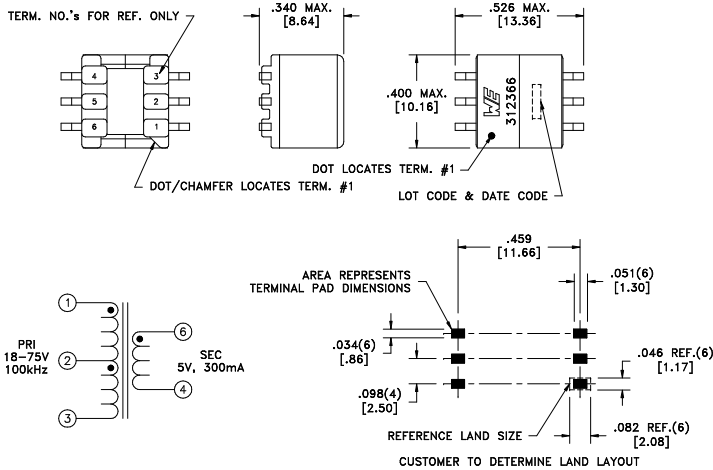 TERM. NO.'s FOR REF. ONLY
.340 MAX.
[8.64]
.526 MAX.
[13.36]
4
3
5
2
6
1
.400 MAX.
[10.16]
WE
312366
DOT LOCATES TERM. #1
DOT/CHAMFER LOCATES TERM. #1
LOT CODE & DATE CODE
.459
[11.66]
AREA REPRESENTS
TERMINAL PAD DIMENSIONS
.051(6)
[1.30]
1
6
PRI
18-75V
100kHz
2
SEC
5V, 300mA
4
3
.034(6)
[.86]
.046 REF.(6)
[1.17]
.098(4)
[2.50]
REFERENCE LAND SIZE
.082 REF.(6)
[2.08]
CUSTOMER TO DETERMINE LAND LAYOUT